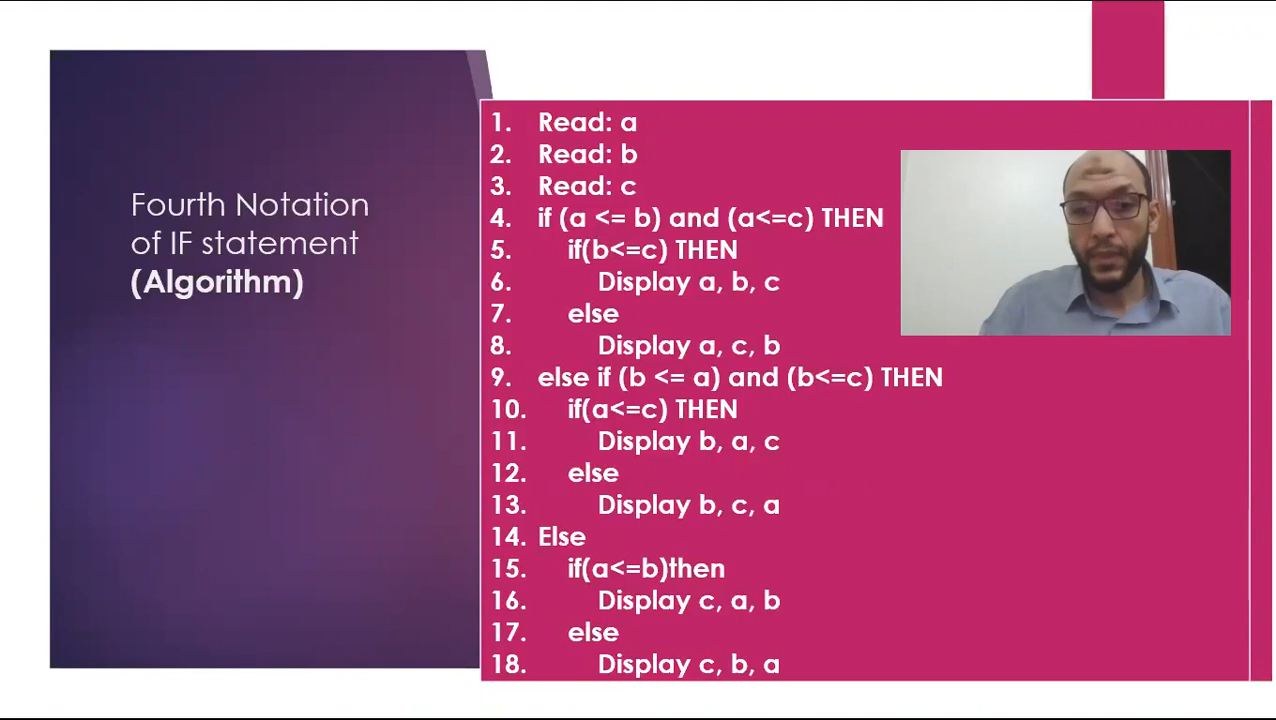 Fourth Notation
of IF statement
(Algorithm)
1. Read: a
2. Read: b
3. Read: c
4. if (a <= b) and (a<=c) THEN
5. if(b<=c) THEN
6. Display a, b, c
7. else
8. Display a, c, b
9. else if (b <= a) and (b<=c) THEN
10. if(a<=c) THEN
11. Display b, a, c
12. else
13. Display b, c, a
14. Else
15. if(a<=b)then
16. Display c, a, b
17. else
18. Display c, b, a